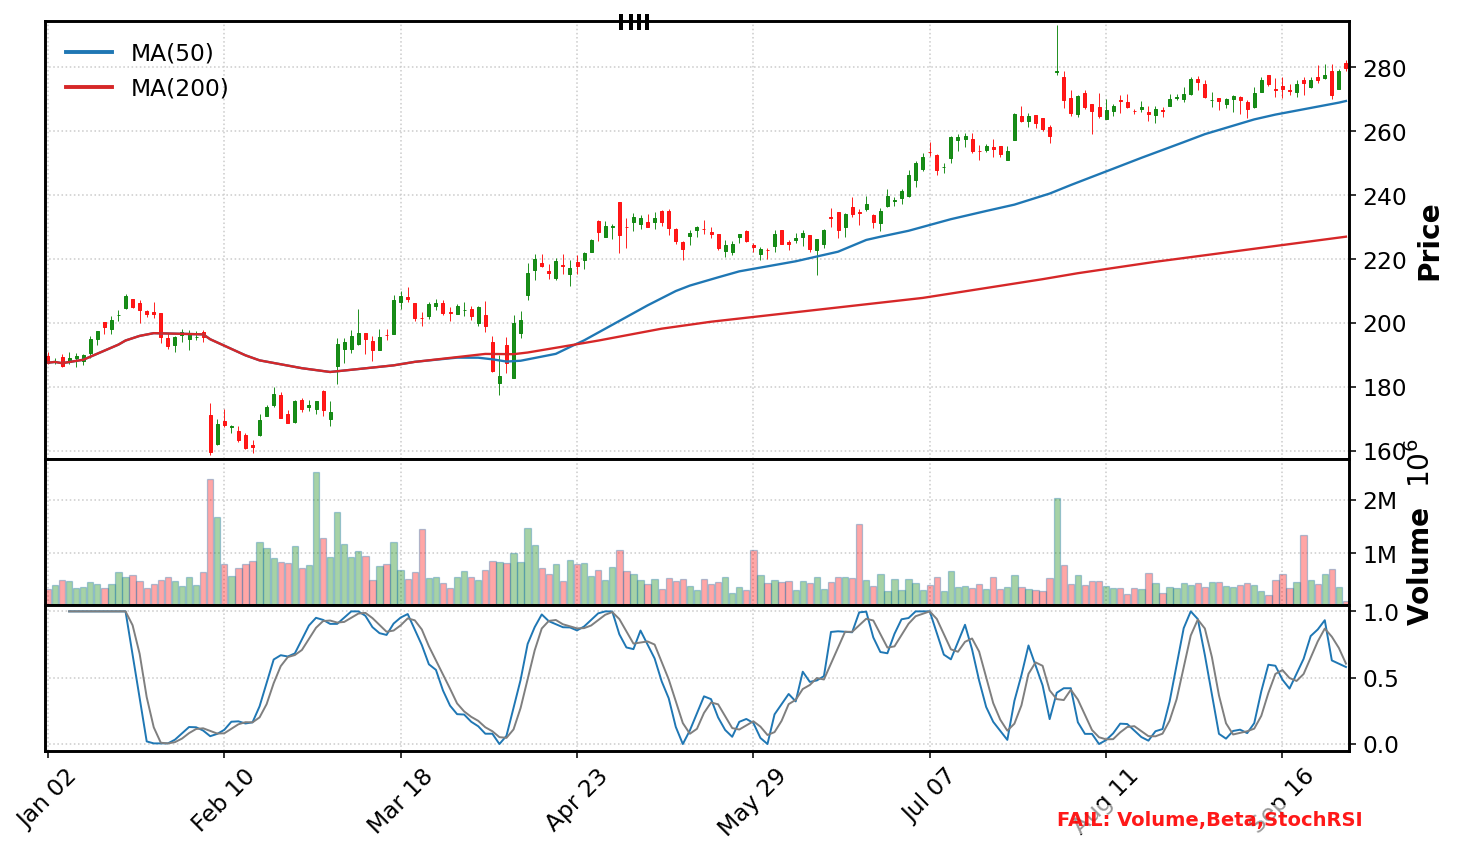 MA(50)
MA(200)
280
260
240
220
200
180
160
Price
10⁶
2M
1M
Volume
1.0
0.5
0.0
Jan 02
Feb 10
Mar 18
Apr 23
May 29
Jul 07
Aug 11
Sep 16
FAIL: Volume,Beta,StochRSI